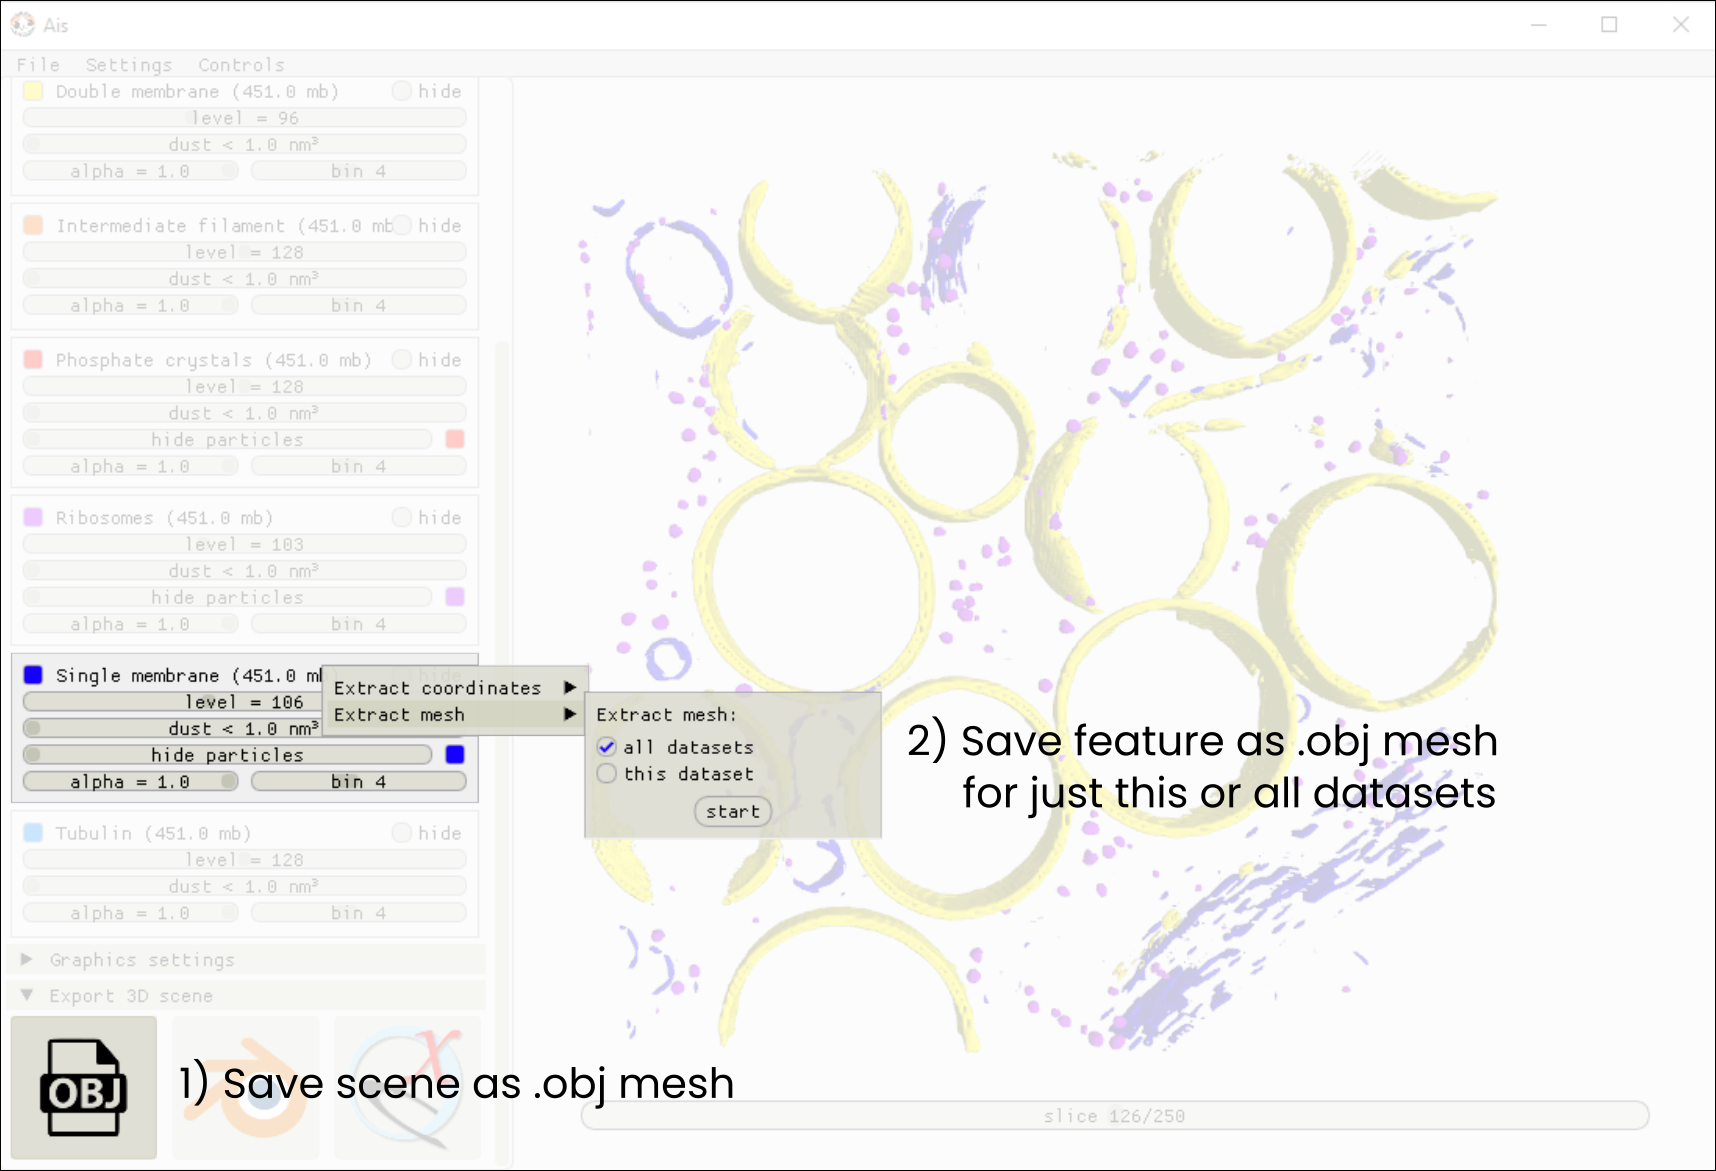 Ais
File Settings Controls
Double membrane (451.0 mb) hide
level = 96
dust < 1.0 nm³
alpha = 1.0 bin 4
Intermediate filament (451.0 mb hide
level = 128
dust < 1.0 nm³
alpha = 1.0 bin 4
Phosphate crystals (451.0 mb) hide
level = 128
dust < 1.0 nm³
hide particles
alpha = 1.0 bin 4
Ribosomes (451.0 mb) hide
level = 103
dust < 1.0 nm³
hide particles
alpha = 1.0 bin 4
Single membrane (451.0 mb hide
level = 106
dust < 1.0 nm³
hide particles
alpha = 1.0 bin 4
Extract coordinates
Extract mesh
Extract mesh:
all datasets
this dataset
start
2) Save feature as .obj mesh
for just this or all datasets
Tubulin (451.0 mb) hide
level = 128
dust < 1.0 nm³
alpha = 1.0 bin 4
Graphics settings
Export 3D scene
OBJ
X
1) Save scene as .obj mesh
slice 126/250